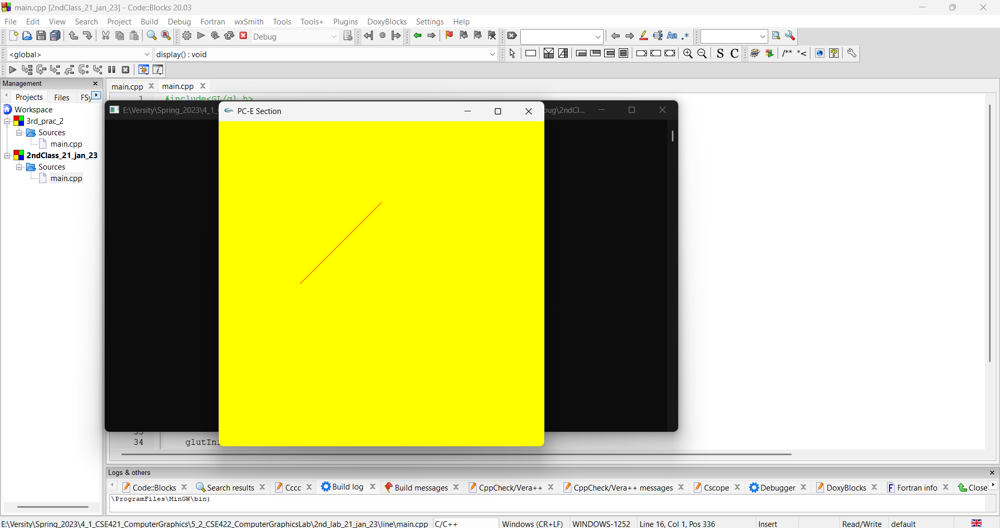 main.cpp [2ndClass_21_jan_23] - Code::Blocks 20.03
File Edit View Search Project Build Debug Fortran wxSmith Tools Tools+ Plugins DoxyBlocks Settings Help
Debug
<global> display() : void
S C /** *<
Management
main.cpp main.cpp
Projects Files FSy
1 #include<GL/gl.h>
Workspace
E:\Versity\Spring_2023\4_1_ PC-E Section bug\2ndCl...
3rd_prac_2
Sources
main.cpp
2ndClass_21_jan_23
Sources
main.cpp
33
34 glutIni
Logs & others
Code::Blocks Search results Cccc Build log Build messages CppCheck/Vera++ CppCheck/Vera++ messages Cscope Debugger DoxyBlocks Fortran info Close
\ProgramFiles\MinGW\bin)
E:\Versity\Spring_2023\4_1_CSE421_ComputerGraphics\5_2_CSE422_ComputerGraphicsLab\2nd_lab_21_jan_23\line\main.cpp C/C++ Windows (CR+LF) WINDOWS-1252 Line 16, Col 1, Pos 336 Insert Read/Write default